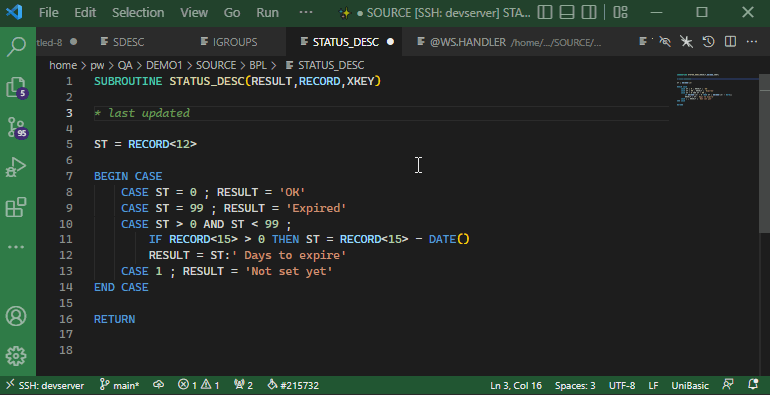 File Edit Selection View Go Run ... ● SOURCE [SSH: devserver] STA...
tled-8 ● SDESC IGROUPS STATUS_DESC ● @WS.HANDLER /home/.../SOURCE/...
home > pw > QA > DEMO1 > SOURCE > BPL > STATUS_DESC
1 SUBROUTINE STATUS_DESC(RESULT,RECORD,XKEY)
2
3 * last updated
4
5 ST = RECORD<12>
6
7 BEGIN CASE
8 CASE ST = 0 ; RESULT = 'OK'
9 CASE ST = 99 ; RESULT = 'Expired'
10 CASE ST > 0 AND ST < 99 ;
11 IF RECORD<15> > 0 THEN ST = RECORD<15> - DATE()
12 RESULT = ST:' Days to expire'
13 CASE 1 ; RESULT = 'Not set yet'
14 END CASE
15
16 RETURN
17
18
5
95
SSH: devserver main* 1 1 2 #215732 Ln 3, Col 16 Spaces: 3 UTF-8 LF UniBasic